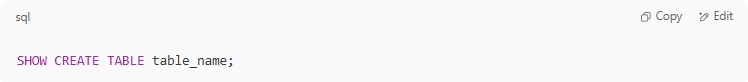 sql
Copy
Edit
SHOW CREATE TABLE table_name;